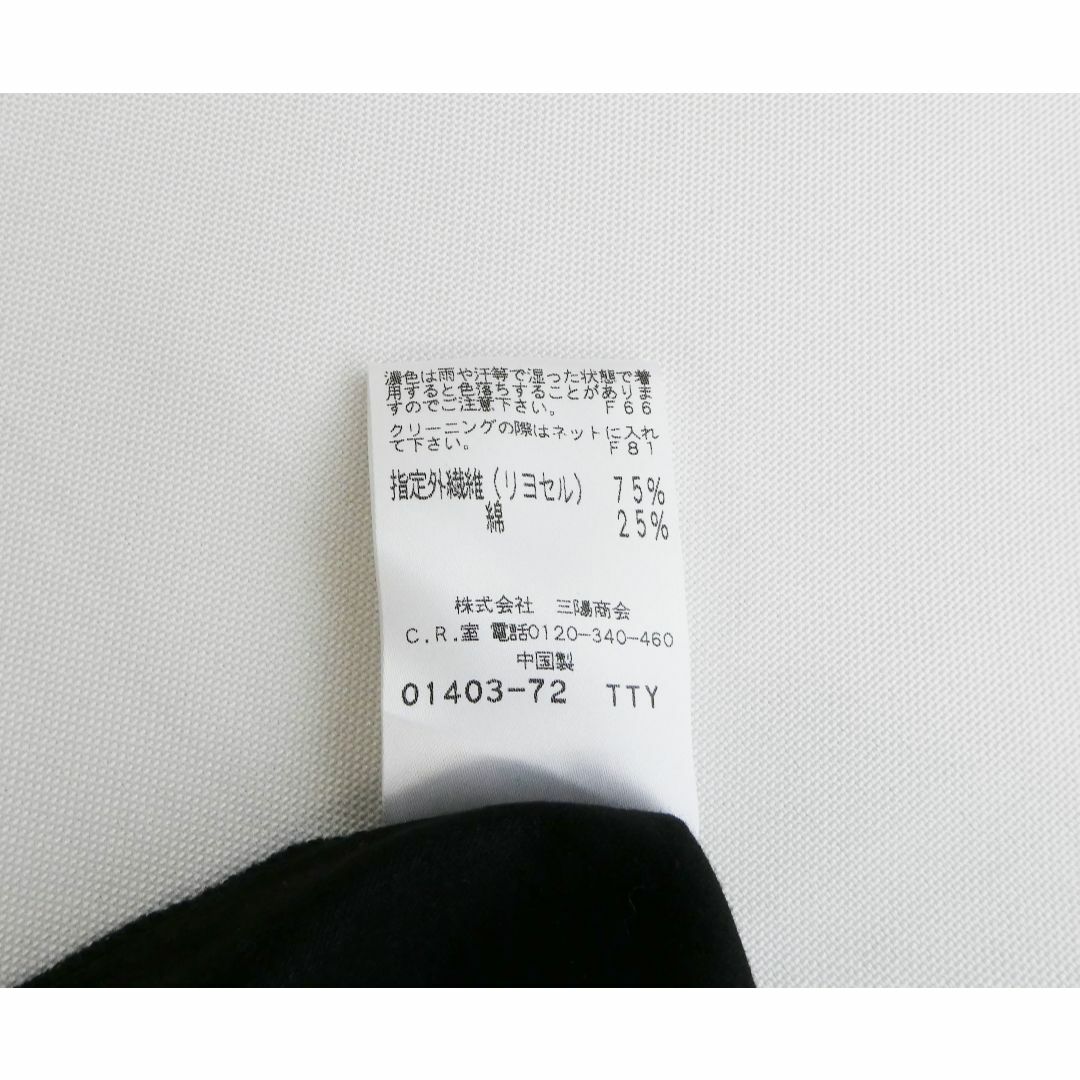 濃色は雨や汗等で湿った状態で着
用すると色落ちすることがありま
すのでご注意下さい。 F66
クリーニングの際はネットに入れ
て下さい。 F81
指定外繊維(リヨセル) 75%
綿 25%
株式会社 三陽商会
C.R.室 電話0120-340-460
中国製
01403-72 TTY